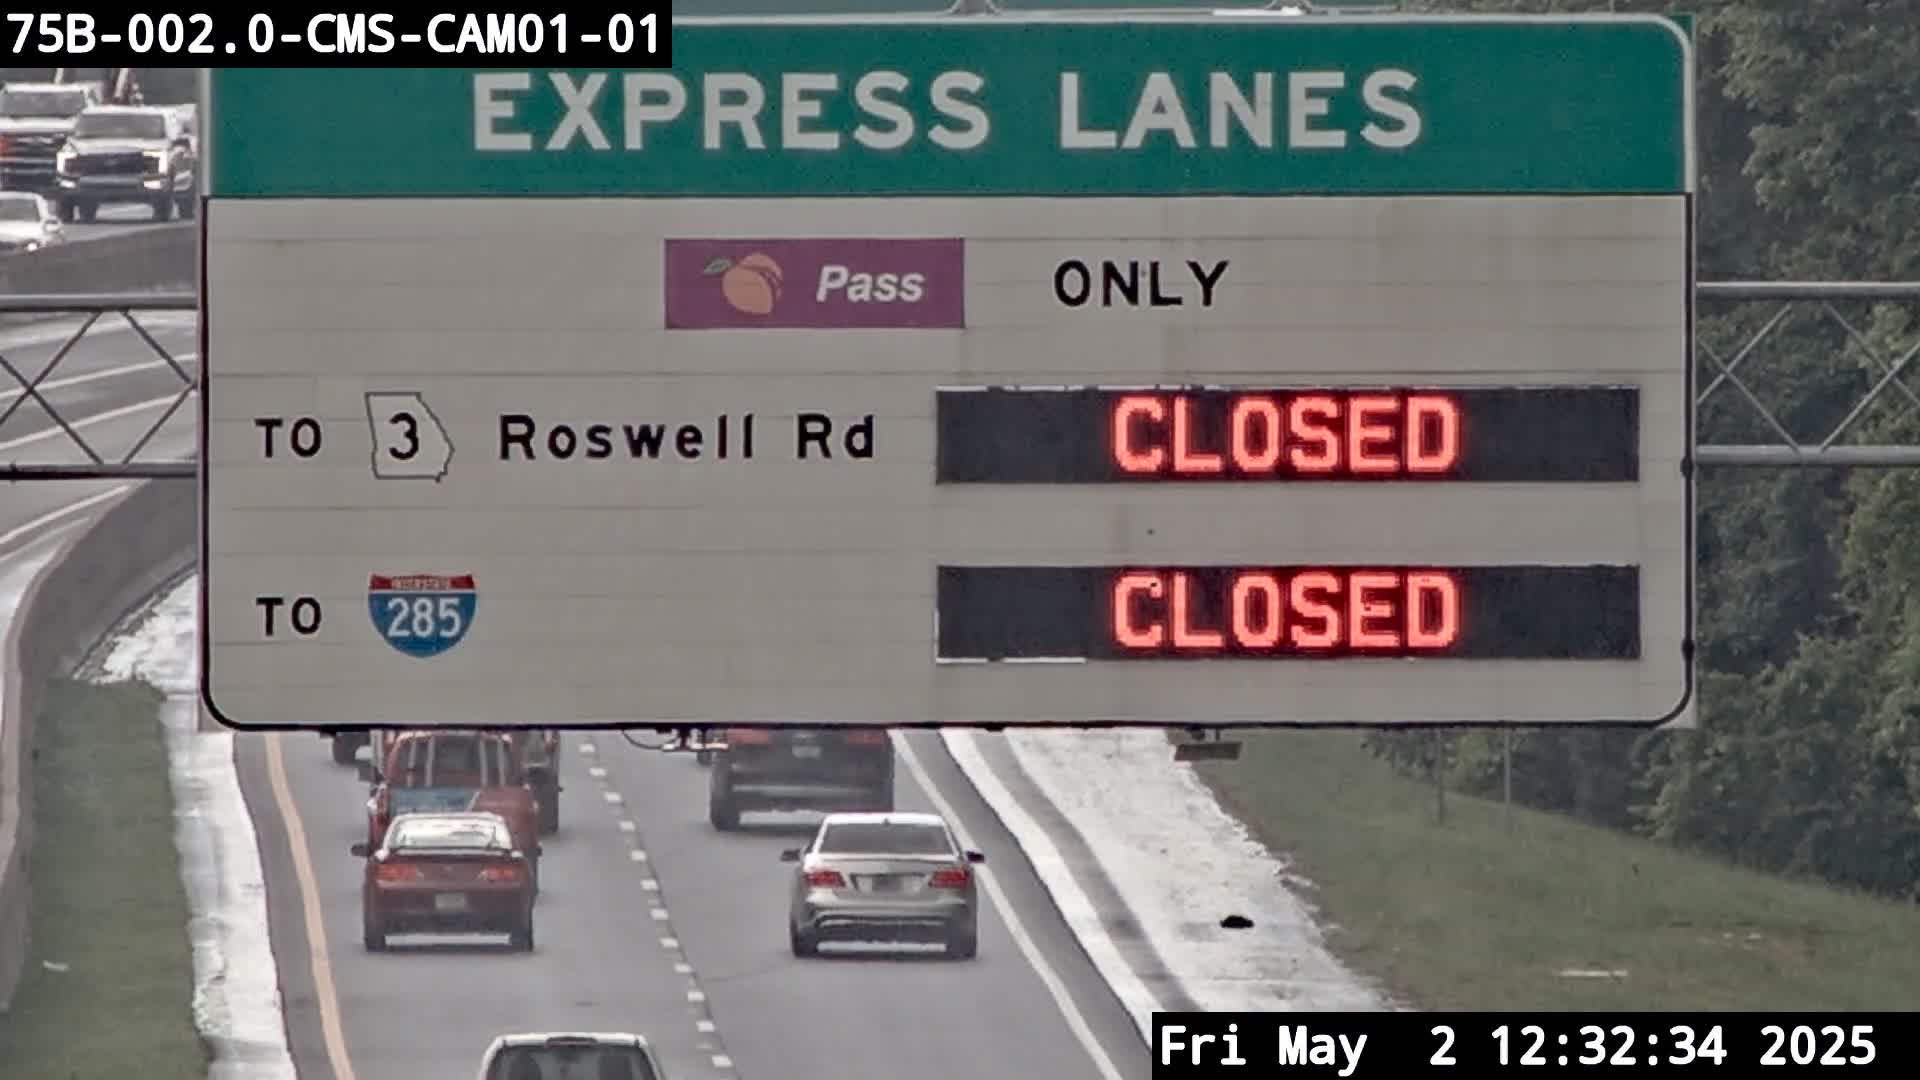 75B-002.0-CMS-CAM01-01
EXPRESS LANES
Pass ONLY
TO 3 Roswell Rd CLOSED
TO 285 CLOSED
Fri May 2 12:32:34 2025